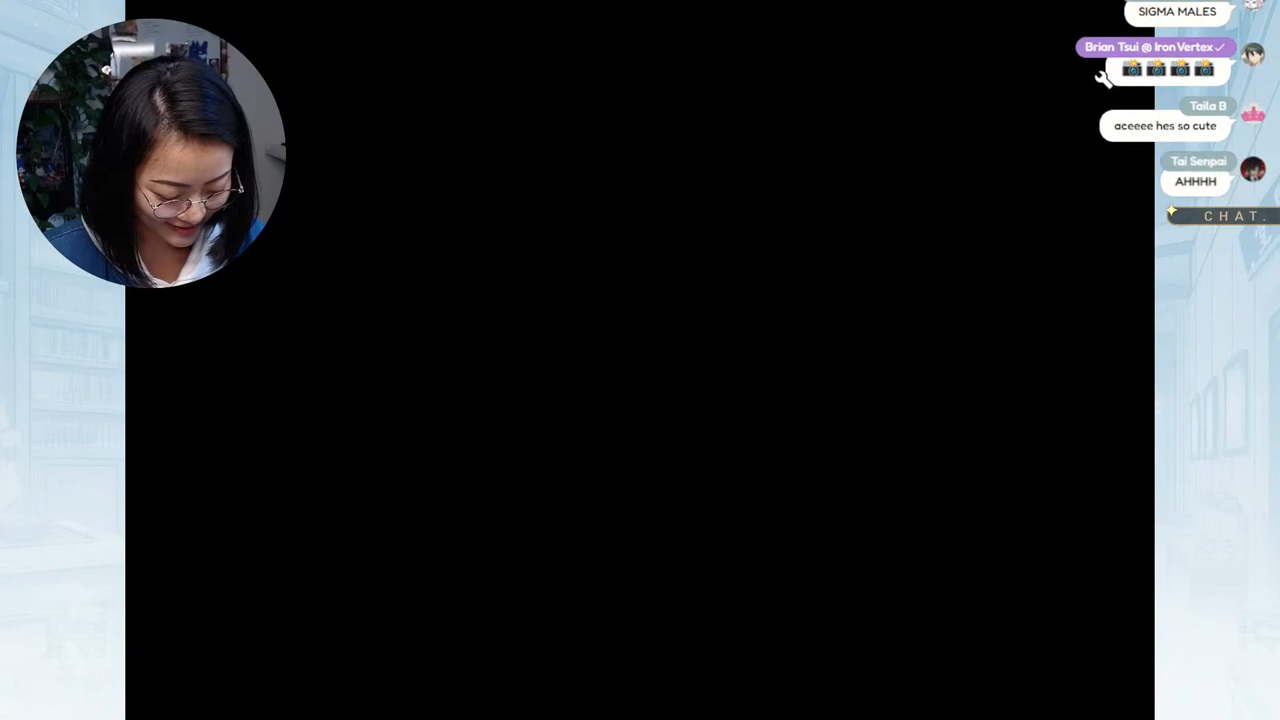 SIGMA MALES
Brian Tsui @ IronVertex
Taila B
aceeee hes so cute
Tai Senpai
AHHHH
CHAT.